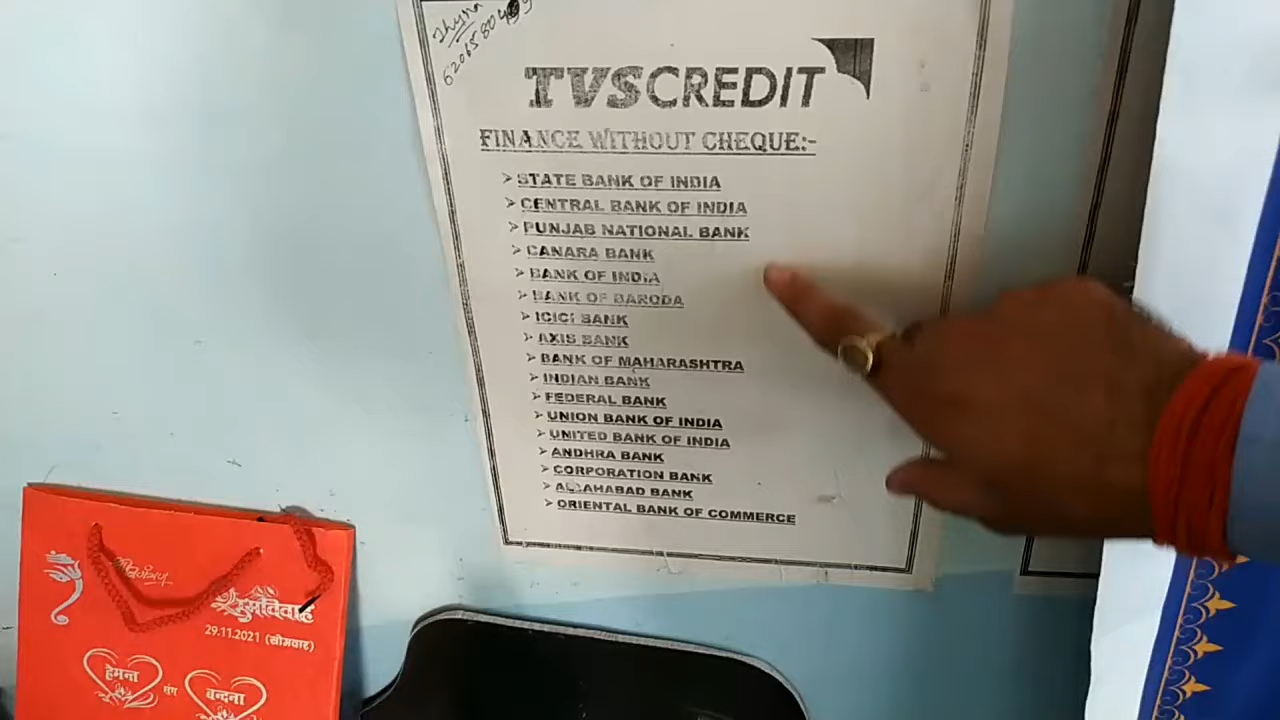 TVS CREDIT
FINANCE WITHOUT CHEQUE:-
➤ STATE BANK OF INDIA
➤ CENTRAL BANK OF INDIA
➤ PUNJAB NATIONAL BANK
➤ CANARA BANK
➤ BANK OF INDIA
➤ BANK OF BARODA
➤ ICICI BANK
➤ AXIS BANK
➤ BANK OF MAHARASHTRA
➤ INDIAN BANK
➤ FEDERAL BANK
➤ UNION BANK OF INDIA
➤ UNITED BANK OF INDIA
➤ ANDHRA BANK
➤ CORPORATION BANK
➤ ALLAHABAD BANK
➤ ORIENTAL BANK OF COMMERCE
शुभविवाह
29.11.2021 (सोमवार)
हेमन्त
संग
बन्दना